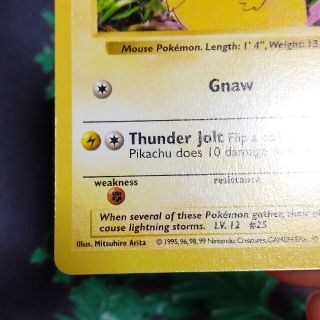 Mouse Pokémon. Length: 1' 4", Weight: 13
Gnaw
Thunder Jolt Flip a
Pikachu does 10 damage
weakness resistance
When several of these Pokémon gather, their
cause lightning storms. LV. 12 #25
Illus. Mitsuhiro Arita © 1995, 96, 98, 99 Nintendo, Creatures, GAMEFREAK.